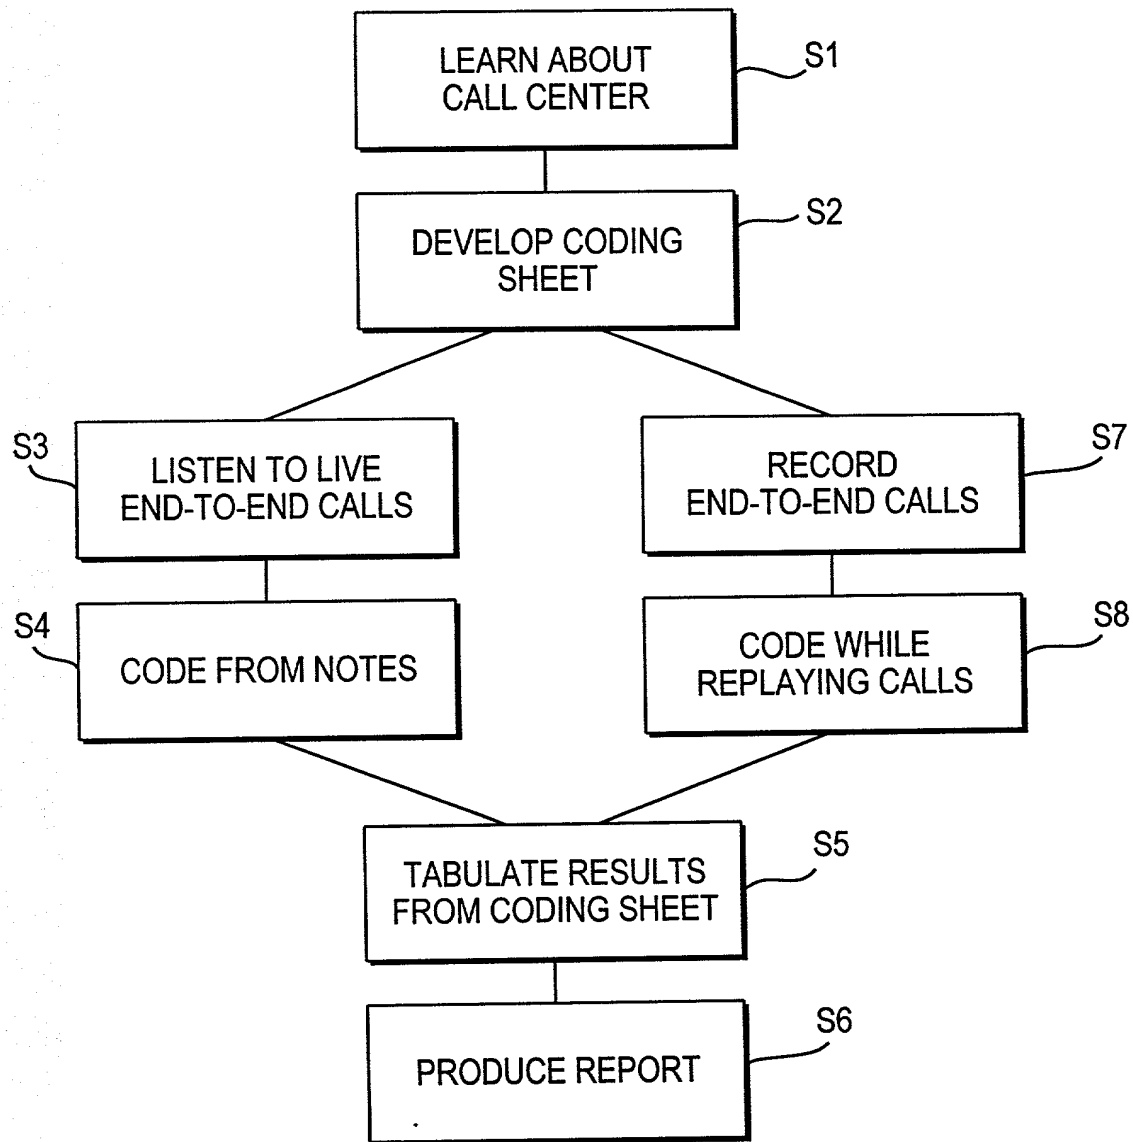 LEARN ABOUT
CALL CENTER
S1
DEVELOP CODING
SHEET
S2
S3
LISTEN TO LIVE
END-TO-END CALLS
RECORD
END-TO-END CALLS
S7
S4
CODE FROM NOTES
CODE WHILE
REPLAYING CALLS
S8
TABULATE RESULTS
FROM CODING SHEET
S5
PRODUCE REPORT
S6